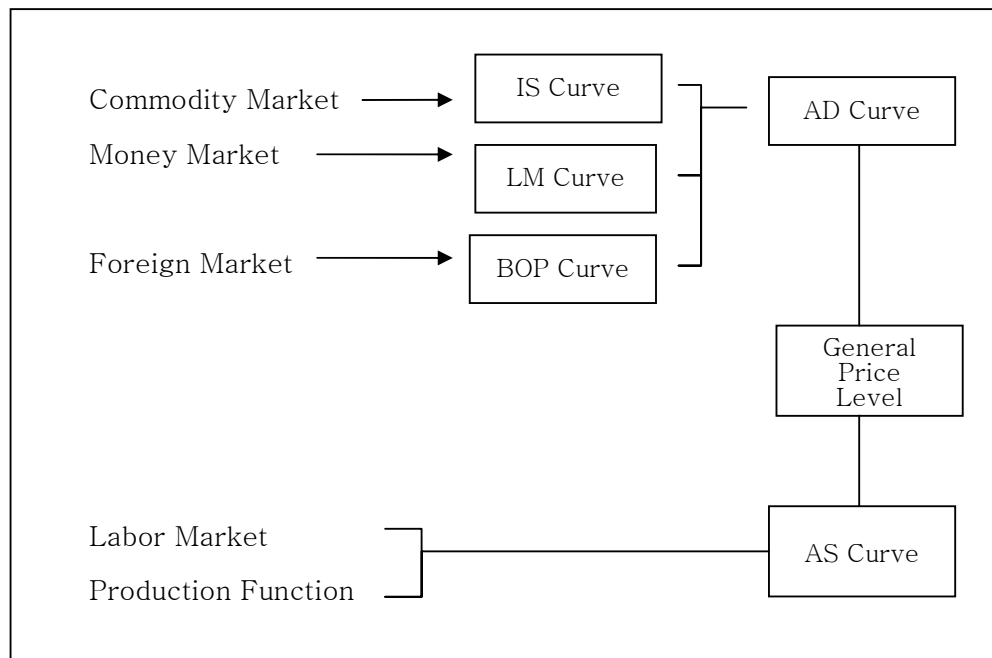 Commodity Market
IS Curve
AD Curve
Money Market
LM Curve
Foreign Market
BOP Curve
General
Price
Level
Labor Market
AS Curve
Production Function